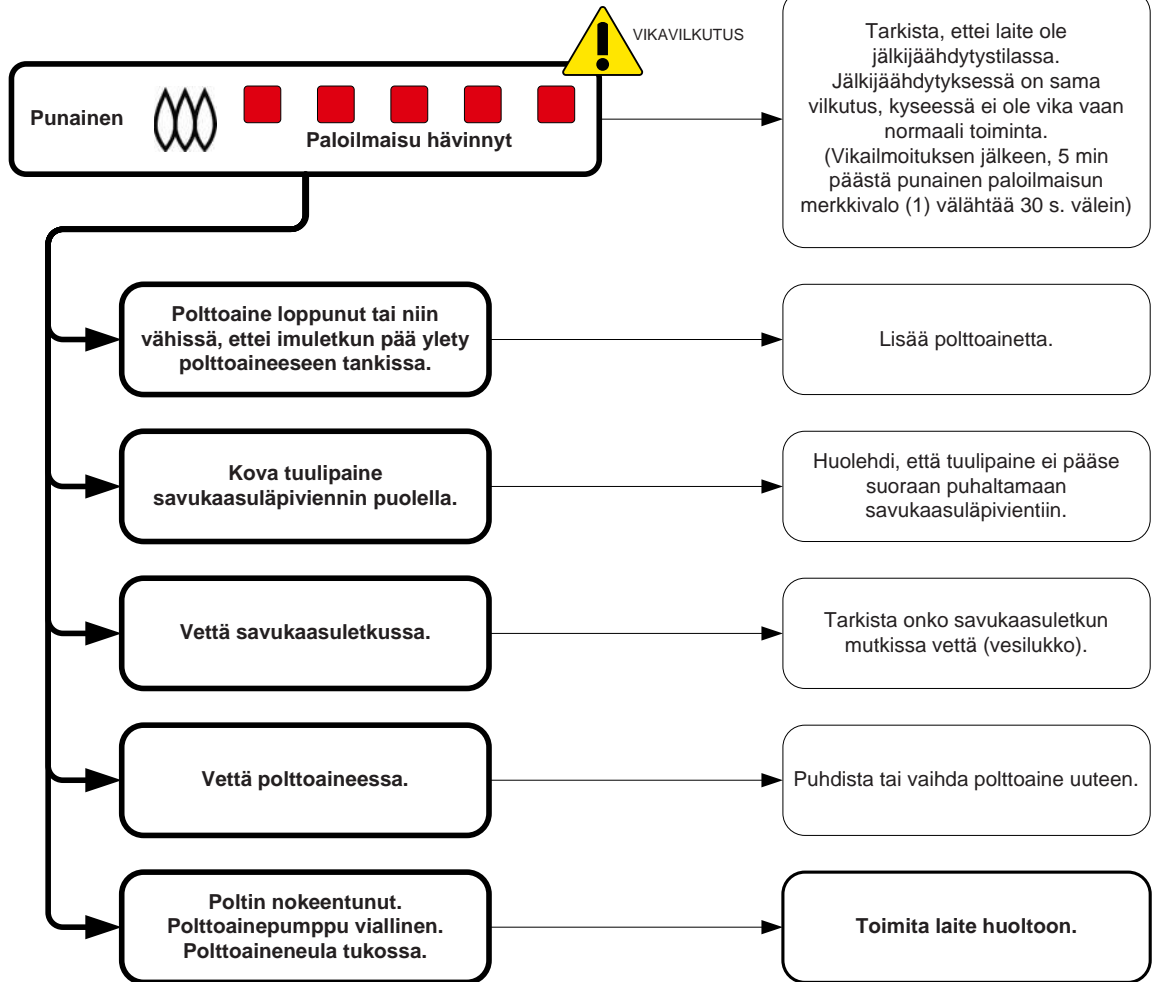 VIKAVILKUTUS
Punainen
Paloilmaisu hävinnyt
Tarkista, ettei laite ole
jälkijäähdytystilassa.
Jälkijäähdytyksessä on sama
vilkutus, kyseessä ei ole vika vaan
normaali toiminta.
(Vikailmoituksen jälkeen, 5 min
päästä punainen paloilmaisun
merkkivalo (1) välähtää 30 s. välein)
Polttoaine loppunut tai niin
vähissä, ettei imuletkun pää ylety
polttoaineeseen tankissa.
Lisää polttoainetta.
Kova tuulipaine
savukaasuläpiviennin puolella.
Huolehdi, että tuulipaine ei pääse
suoraan puhaltamaan
savukaasuläpivientiin.
Vettä savukaasuletkussa.
Tarkista onko savukaasuletkun
mutkissa vettä (vesilukko).
Vettä polttoaineessa.
Puhdista tai vaihda polttoaine uuteen.
Poltin nokeentunut.
Polttoainepumppu viallinen.
Polttoaineneula tukossa.
Toimita laite huoltoon.